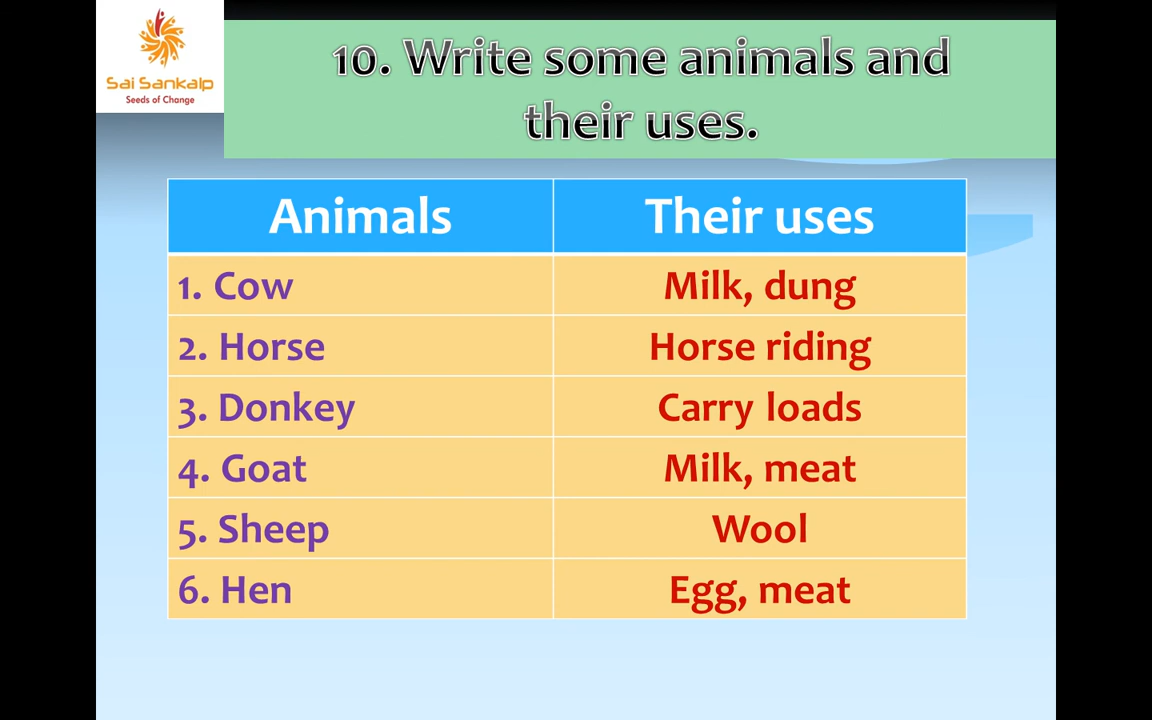 Sai Sankalp
Seeds of Change
10. Write some animals and
their uses.
Animals Their uses
1. Cow Milk, dung
2. Horse Horse riding
3. Donkey Carry loads
4. Goat Milk, meat
5. Sheep Wool
6. Hen Egg, meat